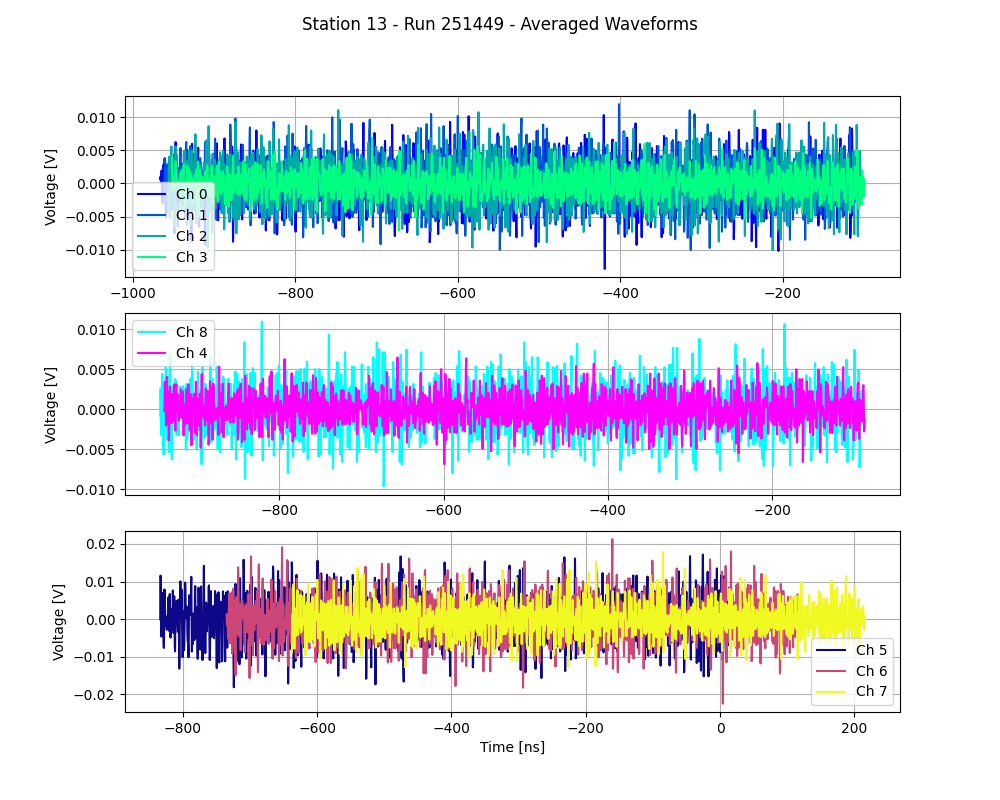 Station 13 - Run 251449 - Averaged Waveforms
0.010
0.005
0.000
−0.005
−0.010
Voltage [V]
Ch 0
Ch 1
Ch 2
Ch 3
−1000 −800 −600 −400 −200
0.010
0.005
0.000
−0.005
−0.010
Voltage [V]
Ch 8
Ch 4
−800 −600 −400 −200
0.02
0.01
0.00
−0.01
−0.02
Voltage [V]
Ch 5
Ch 6
Ch 7
−800 −600 −400 −200 0 200
Time [ns]